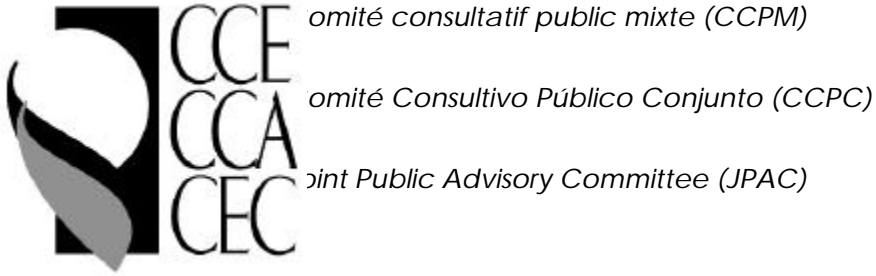 CCE
omité consultatif public mixte (CCPM)
CCA
omité Consultivo Público Conjunto (CCPC)
CEC
oint Public Advisory Committee (JPAC)